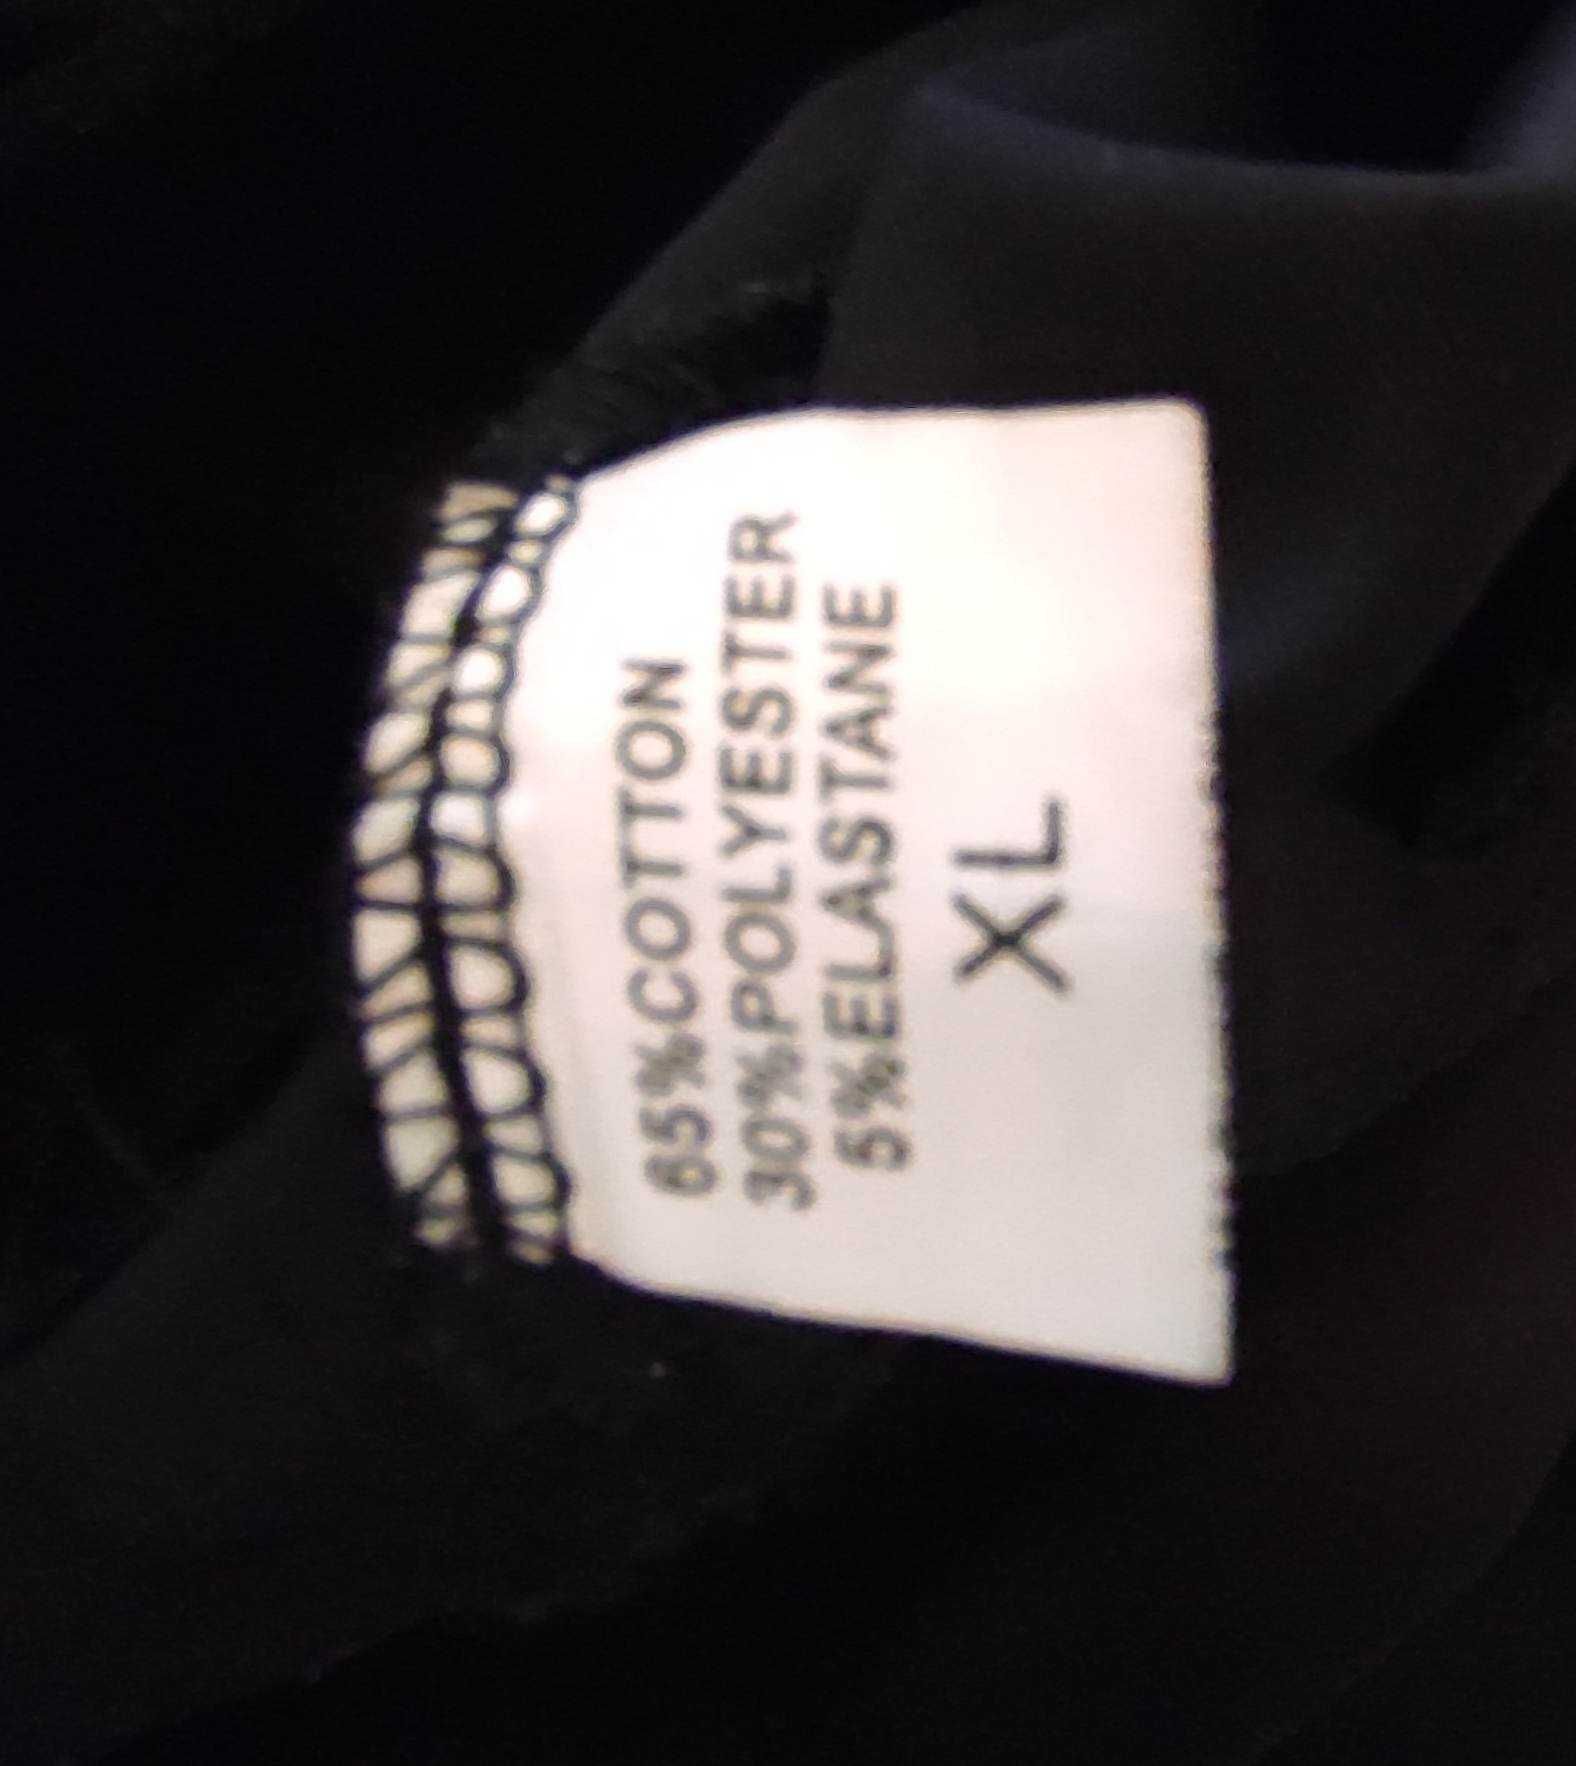 65%COTTON
30%POLYESTER
5%ELASTANE
XL